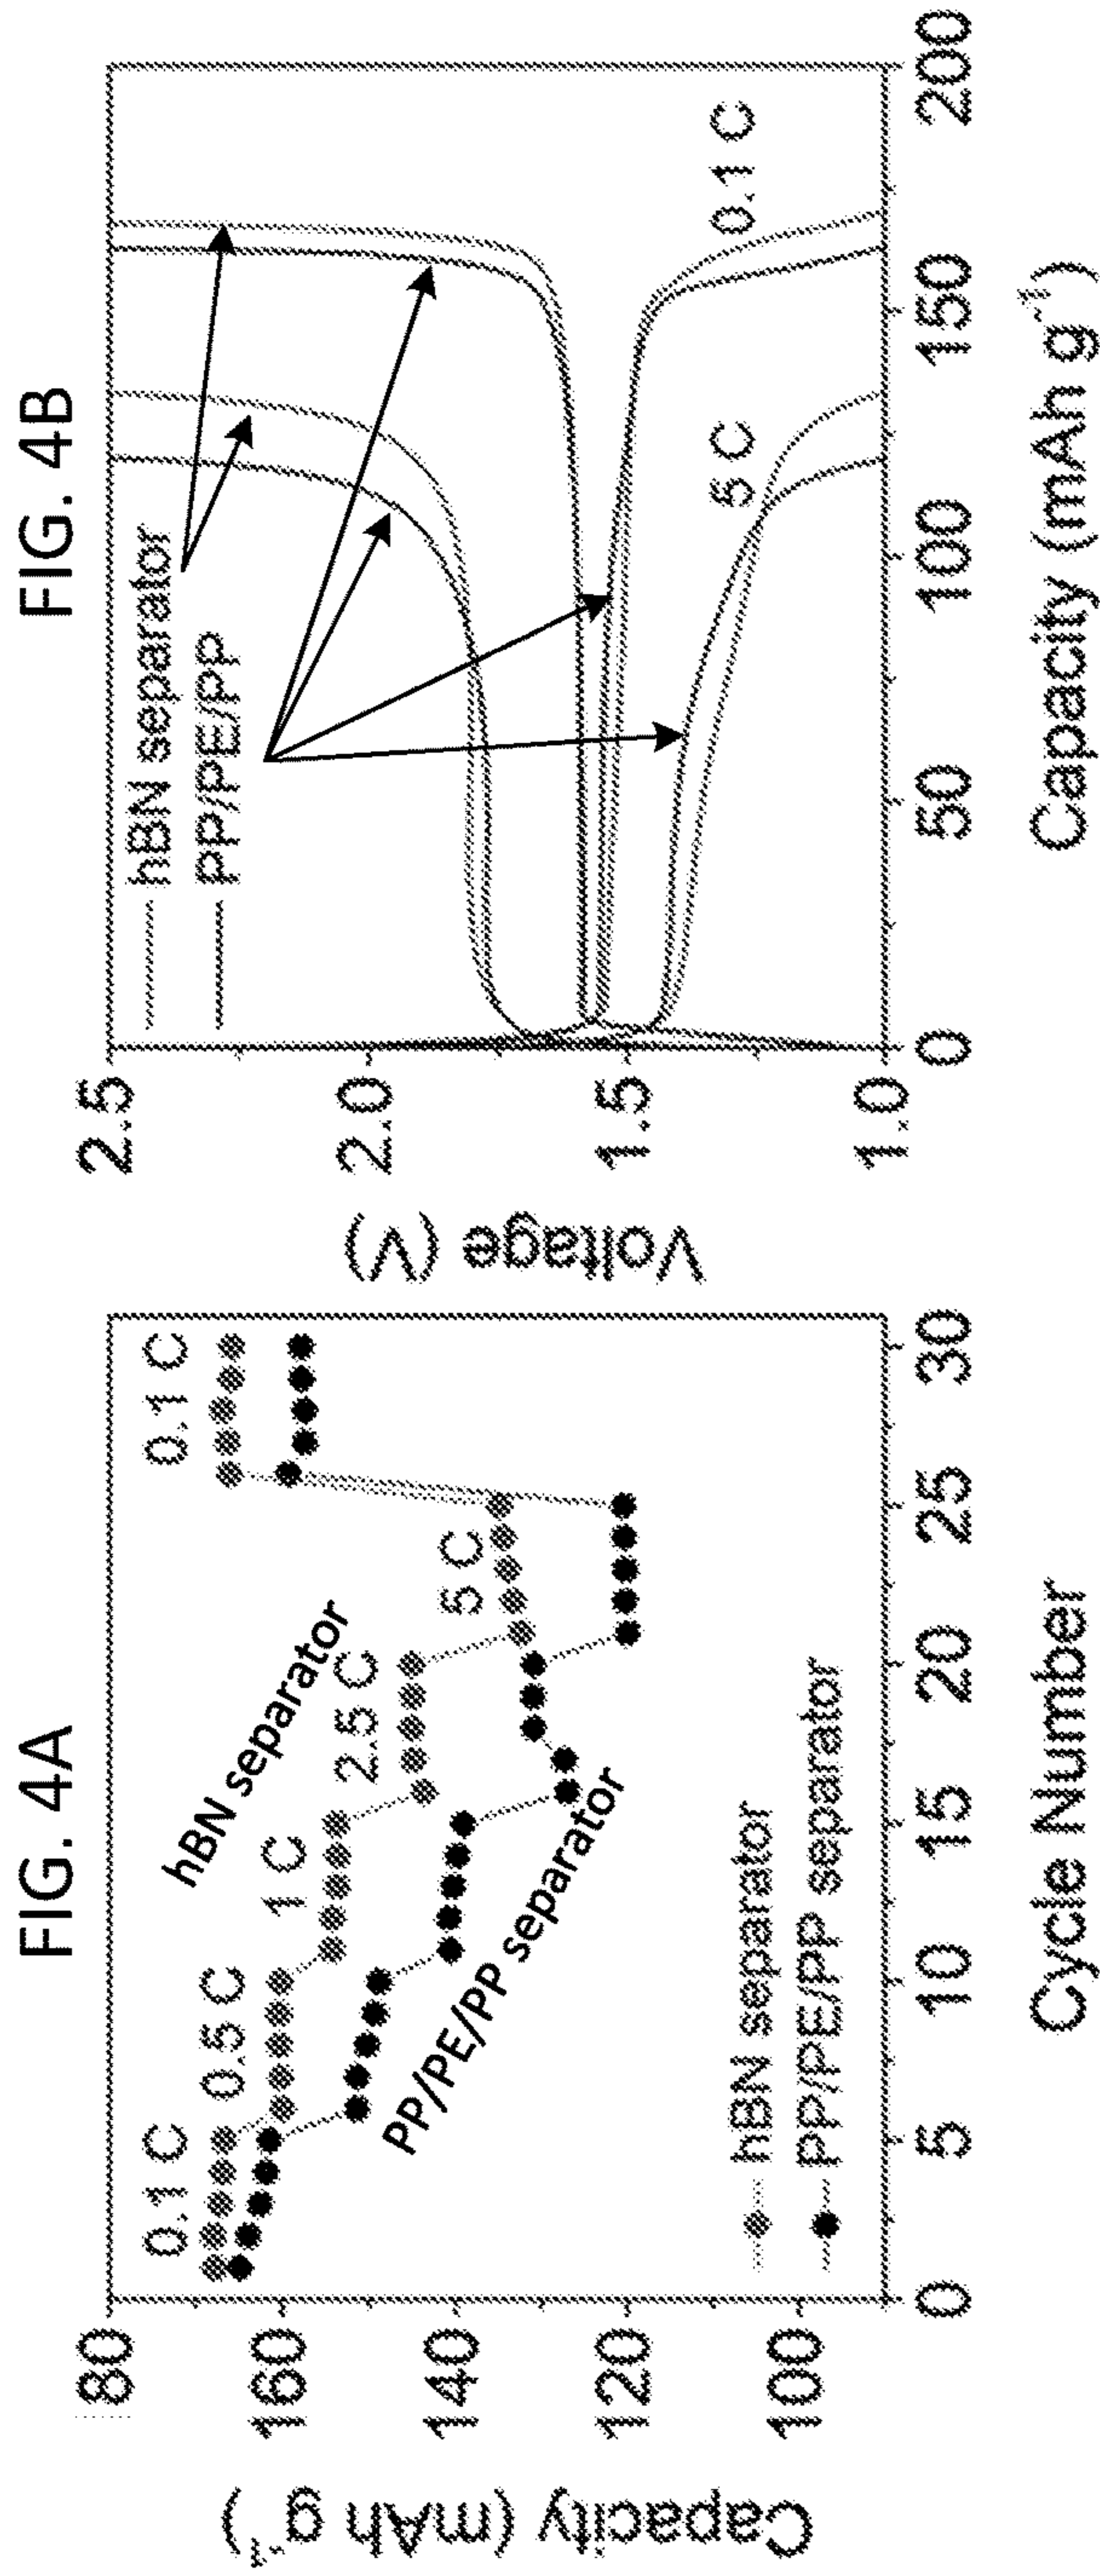 FIG. 4A
80
160
140
120
100
Capacity (mAh g⁻¹)
0.1 C
0.5 C
1 C
2.5 C
5 C
0.1 C
hBN separator
PP/PE/PP separator
hBN separator
PP/PE/PP separator
0
5
10
15
20
25
30
Cycle Number
FIG. 4B
2.5
2.0
1.5
1.0
Voltage (V)
hBN separator
PP/PE/PP
0.1 C
5 C
0
50
100
150
200
Capacity (mAh g⁻¹)